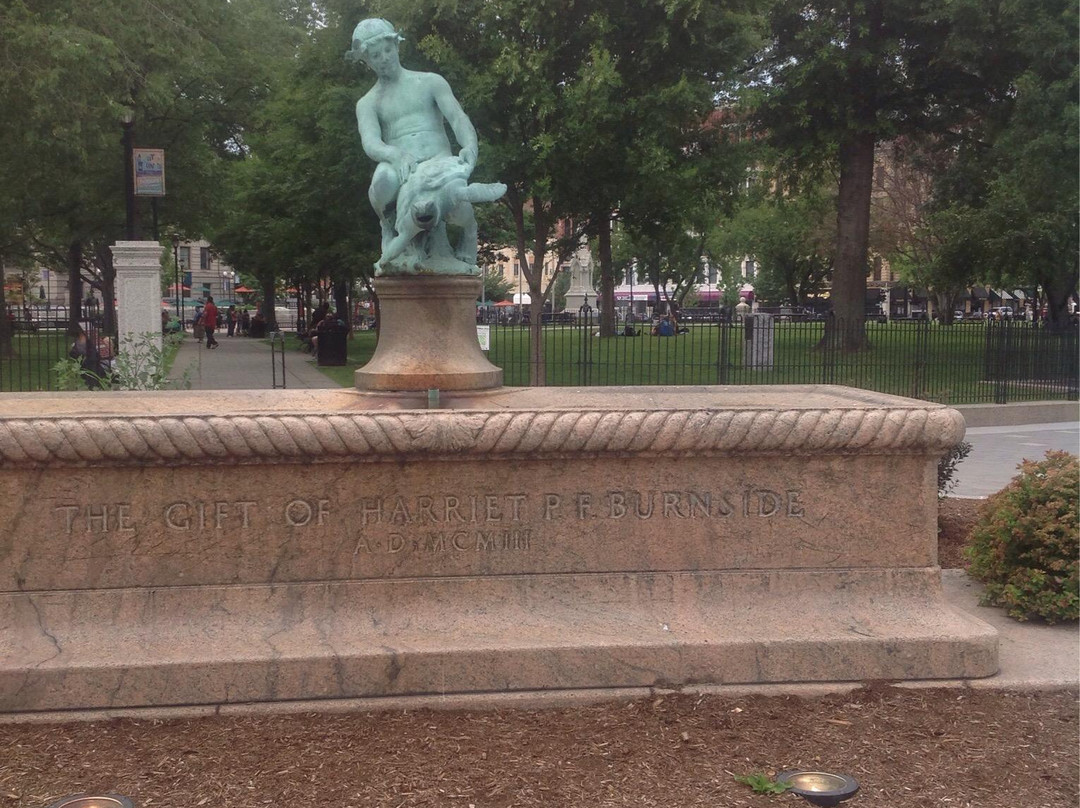 THE GIFT OF HARRIET P. F. BURNSIDE
A·D·MCMIII